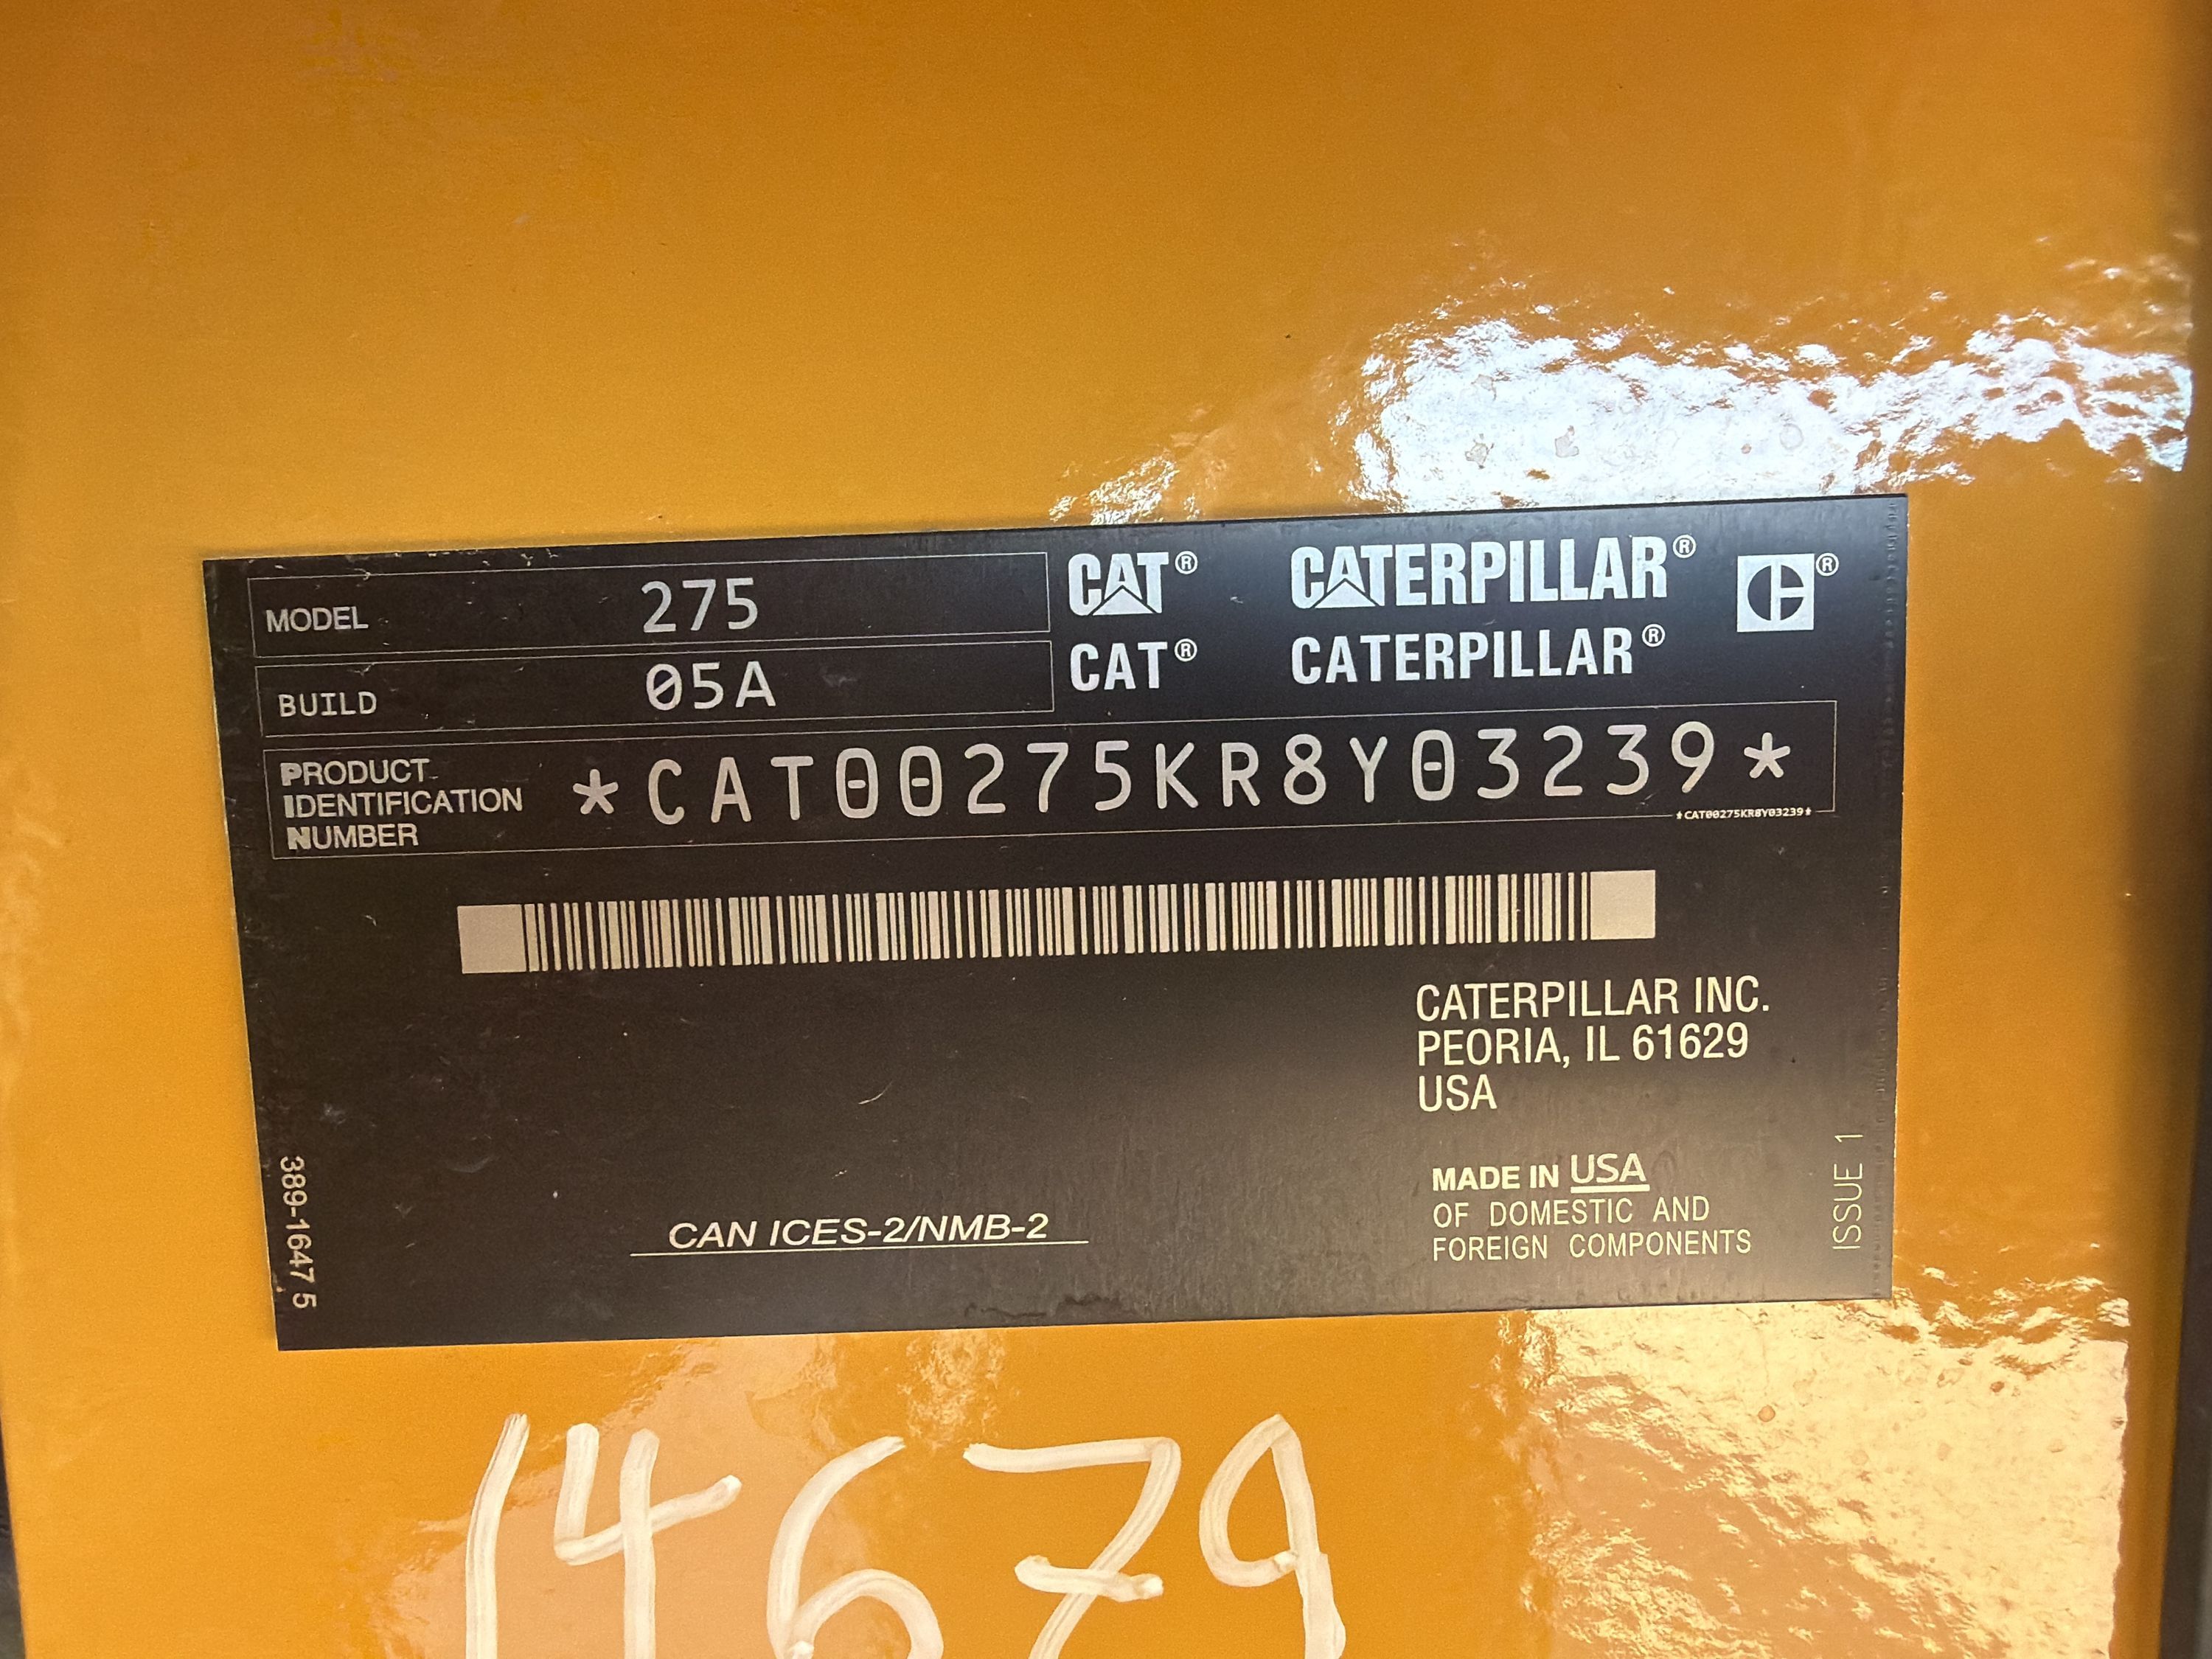 MODEL 275
BUILD 05A
CAT® CATERPILLAR® ®
CAT® CATERPILLAR®
PRODUCT
IDENTIFICATION
NUMBER
*CAT00275KR8Y03239*
*CAT00275KR8Y03239*
CATERPILLAR INC.
PEORIA, IL 61629
USA
MADE IN USA
OF DOMESTIC AND
FOREIGN COMPONENTS
ISSUE 1
CAN ICES-2/NMB-2
389-1647 5
14679